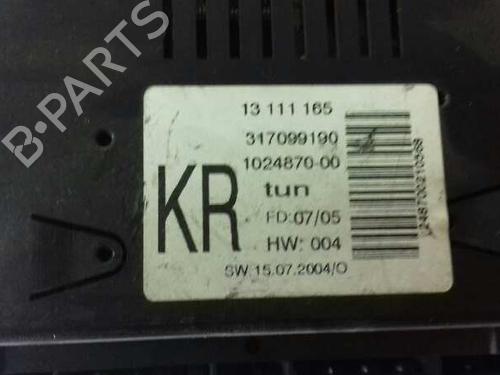 B-PARTS
13 111 165
317099190
1024870-00
KR
tun
FD:07/05
HW: 004
SW 15.07.2004/O